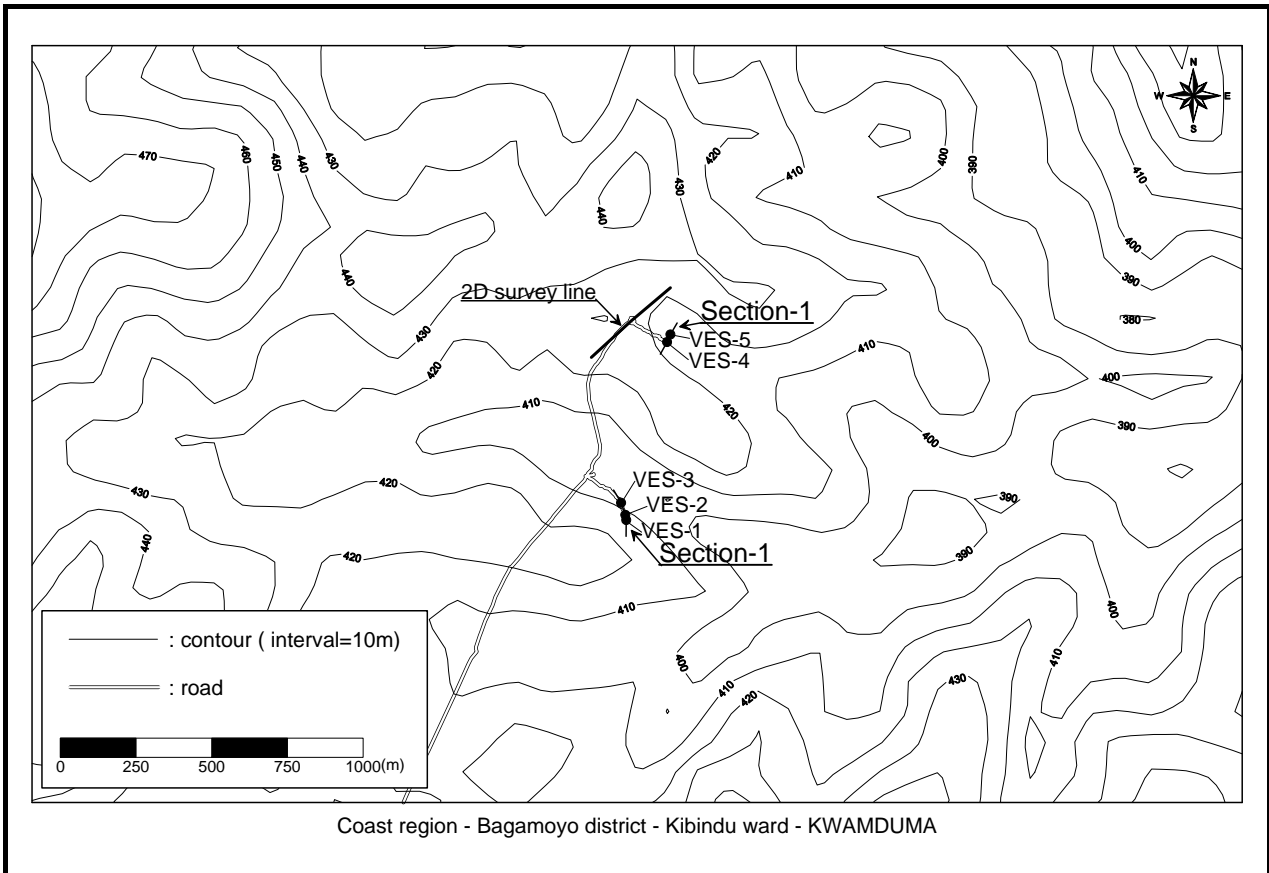 N
W E
S
470
460
450
440
430
440
430
420
410
400
390
410
400
390
380
440
2D survey line
Section-1
VES-5
VES-4
430
420
410
410
400
420
390
400
VES-3
VES-2
VES-1
Section-1
430
420
440
420
390
390
410
400
400
410
410
420
430
: contour ( interval=10m)
: road
0 250 500 750 1000(m)
Coast region - Bagamoyo district - Kibindu ward - KWAMDUMA